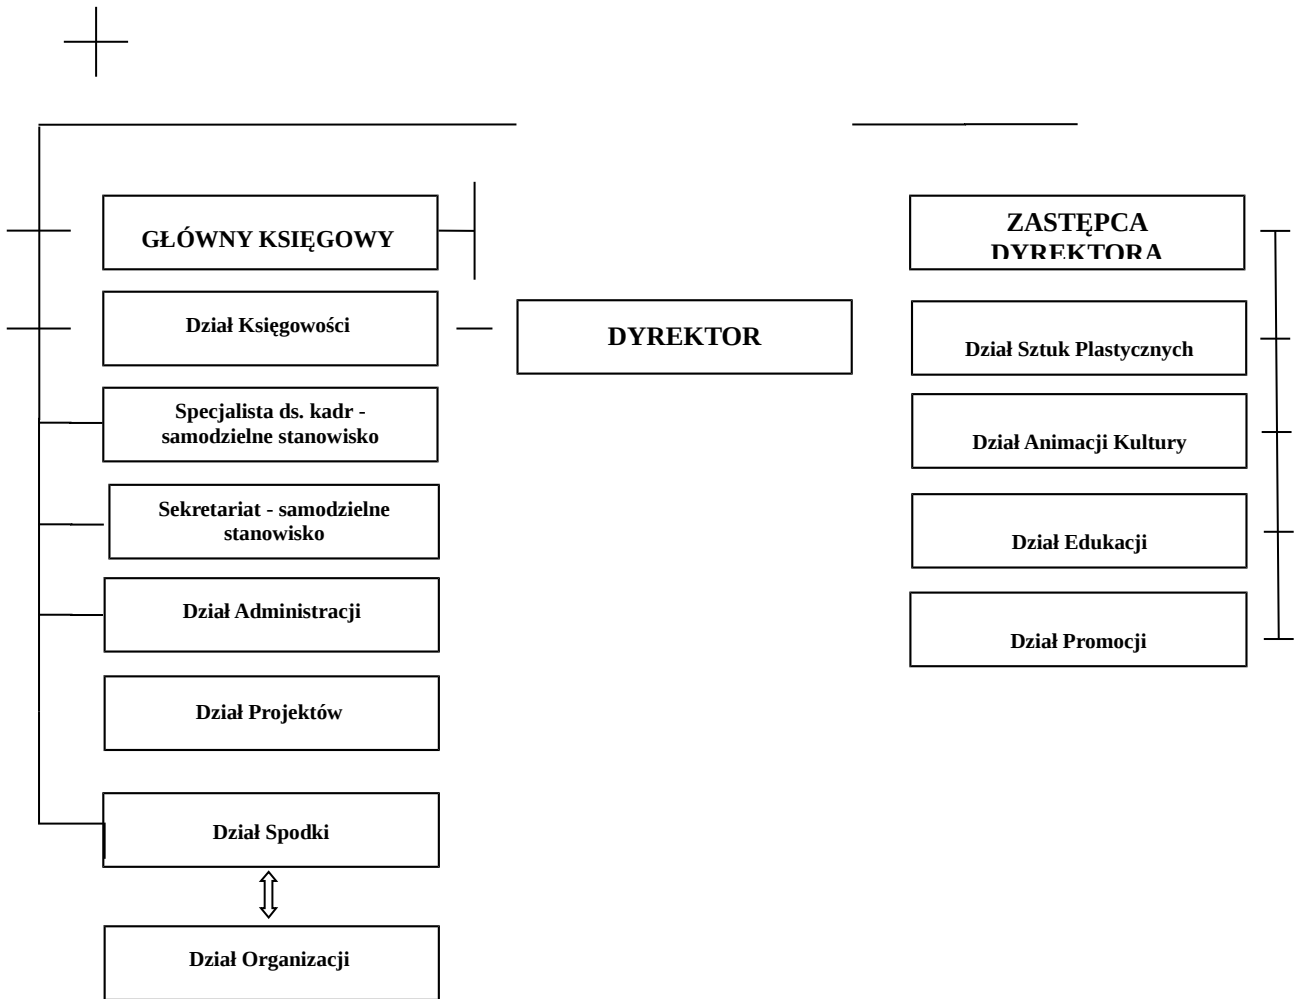 GŁÓWNY KSIĘGOWY
Dział Księgowości
Specjalista ds. kadr -
samodzielne stanowisko
Sekretariat - samodzielne
stanowisko
Dział Administracji
Dział Projektów
Dział Spodki
Dział Organizacji
DYREKTOR
ZASTĘPCA
DYREKTORA
Dział Sztuk Plastycznych
Dział Animacji Kultury
Dział Edukacji
Dział Promocji